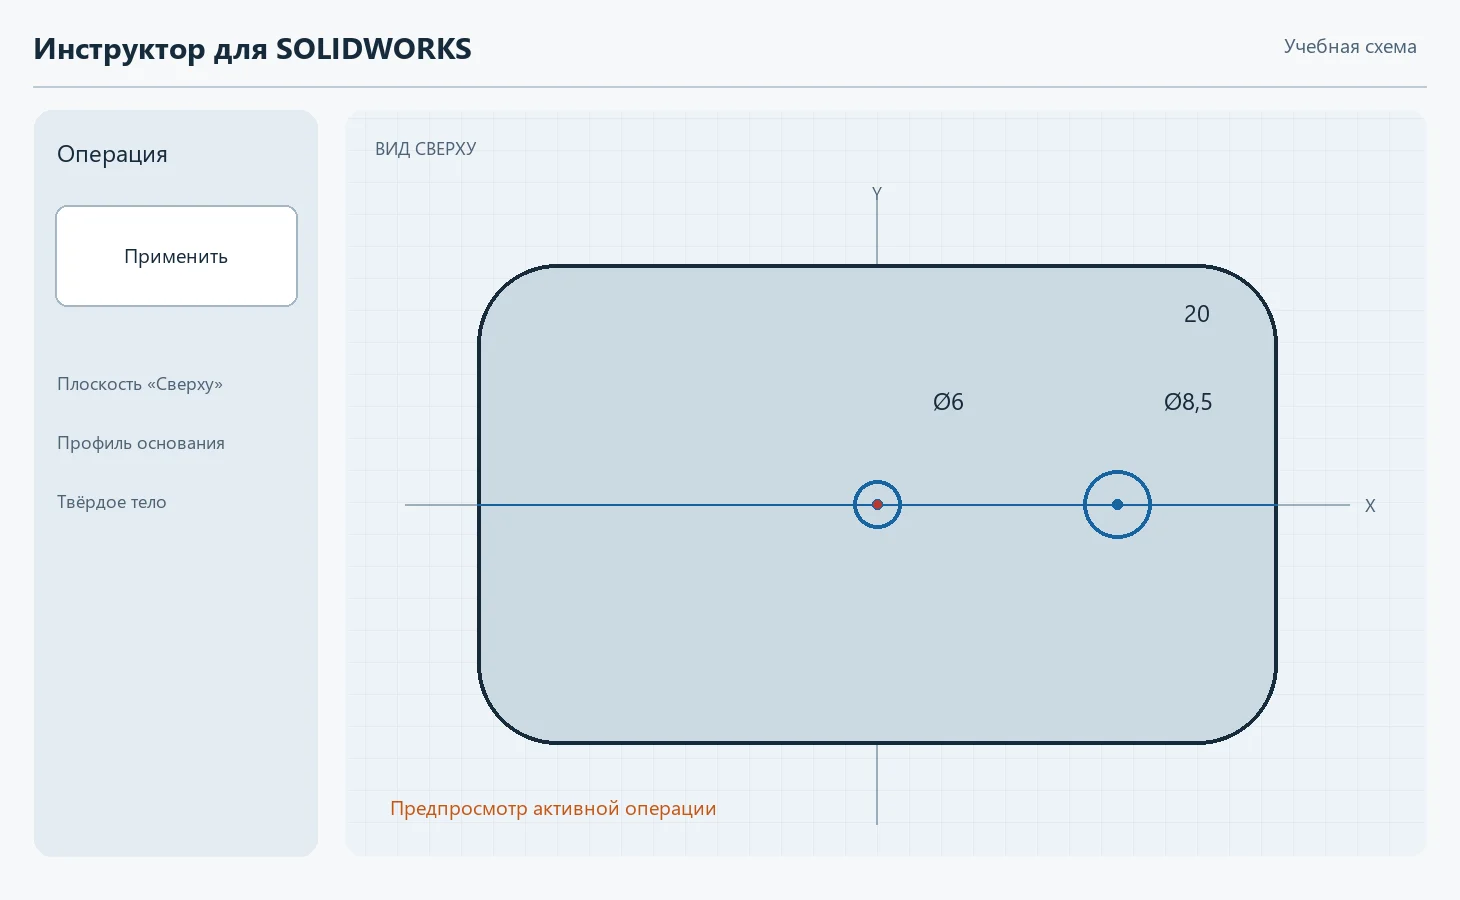 Инструктор для SOLIDWORKS
Учебная схема
Операция
Применить
Плоскость «Сверху»
Профиль основания
Твёрдое тело
ВИД СВЕРХУ
Y
20
Ø6
Ø8,5
X
Предпросмотр активной операции